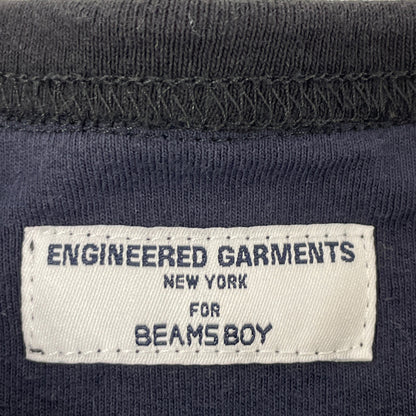 ENGINEERED GARMENTS
NEW YORK
FOR
BEAMS BOY